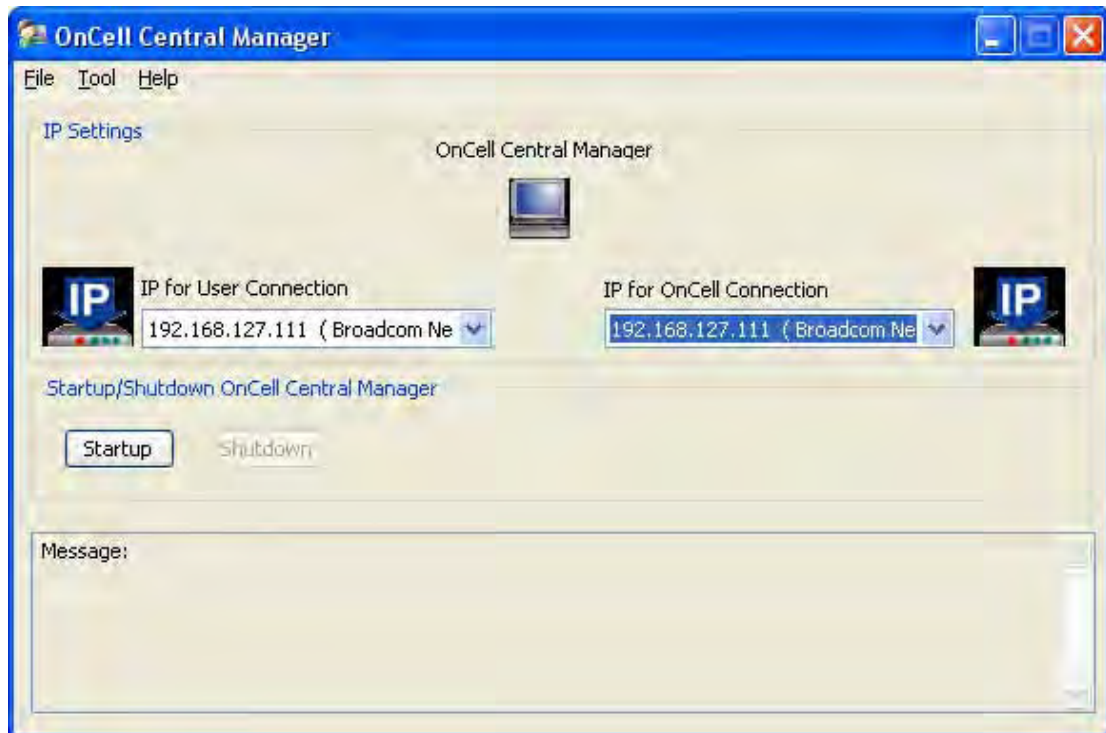 OnCell Central Manager
File Tool Help
IP Settings
OnCell Central Manager
IP
IP for User Connection
192.168.127.111 ( Broadcom Ne
IP for OnCell Connection
192.168.127.111 ( Broadcom Ne
IP
Startup/Shutdown OnCell Central Manager
Startup Shutdown
Message: